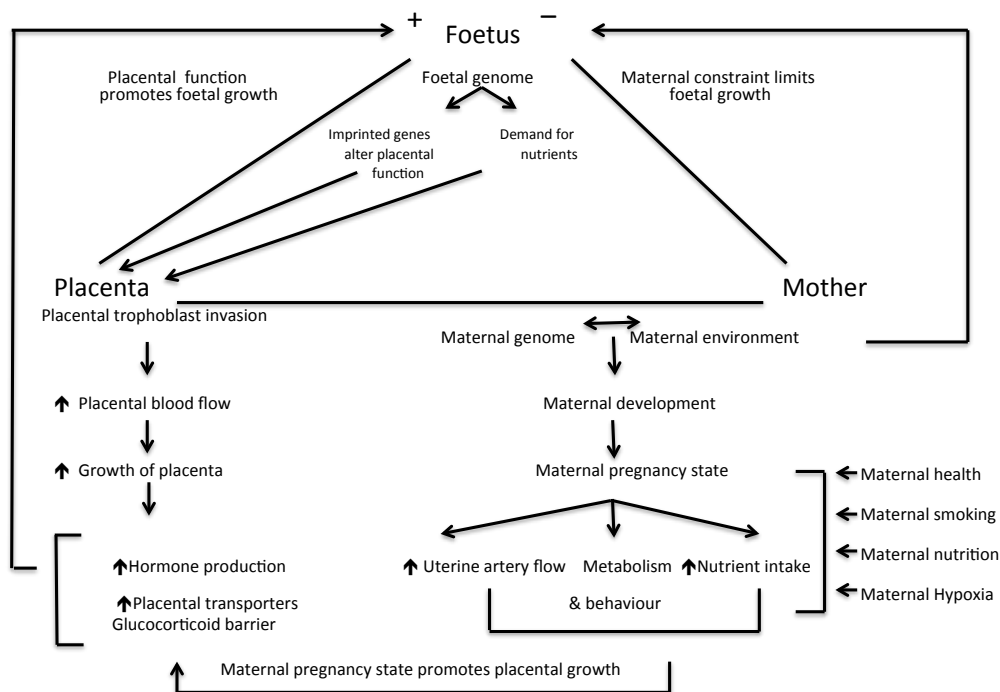 + Foetus −
Placental function
promotes foetal growth
Foetal genome
Maternal constraint limits
foetal growth
Imprinted genes
alter placental
function
Demand for
nutrients
Placenta
Mother
Placental trophoblast invasion
Maternal genome
Maternal environment
Placental blood flow
Maternal development
Growth of placenta
Maternal pregnancy state
Maternal health
Maternal smoking
Maternal nutrition
Maternal Hypoxia
Hormone production
Placental transporters
Glucocorticoid barrier
Uterine artery flow
Metabolism
& behaviour
Nutrient intake
Maternal pregnancy state promotes placental growth